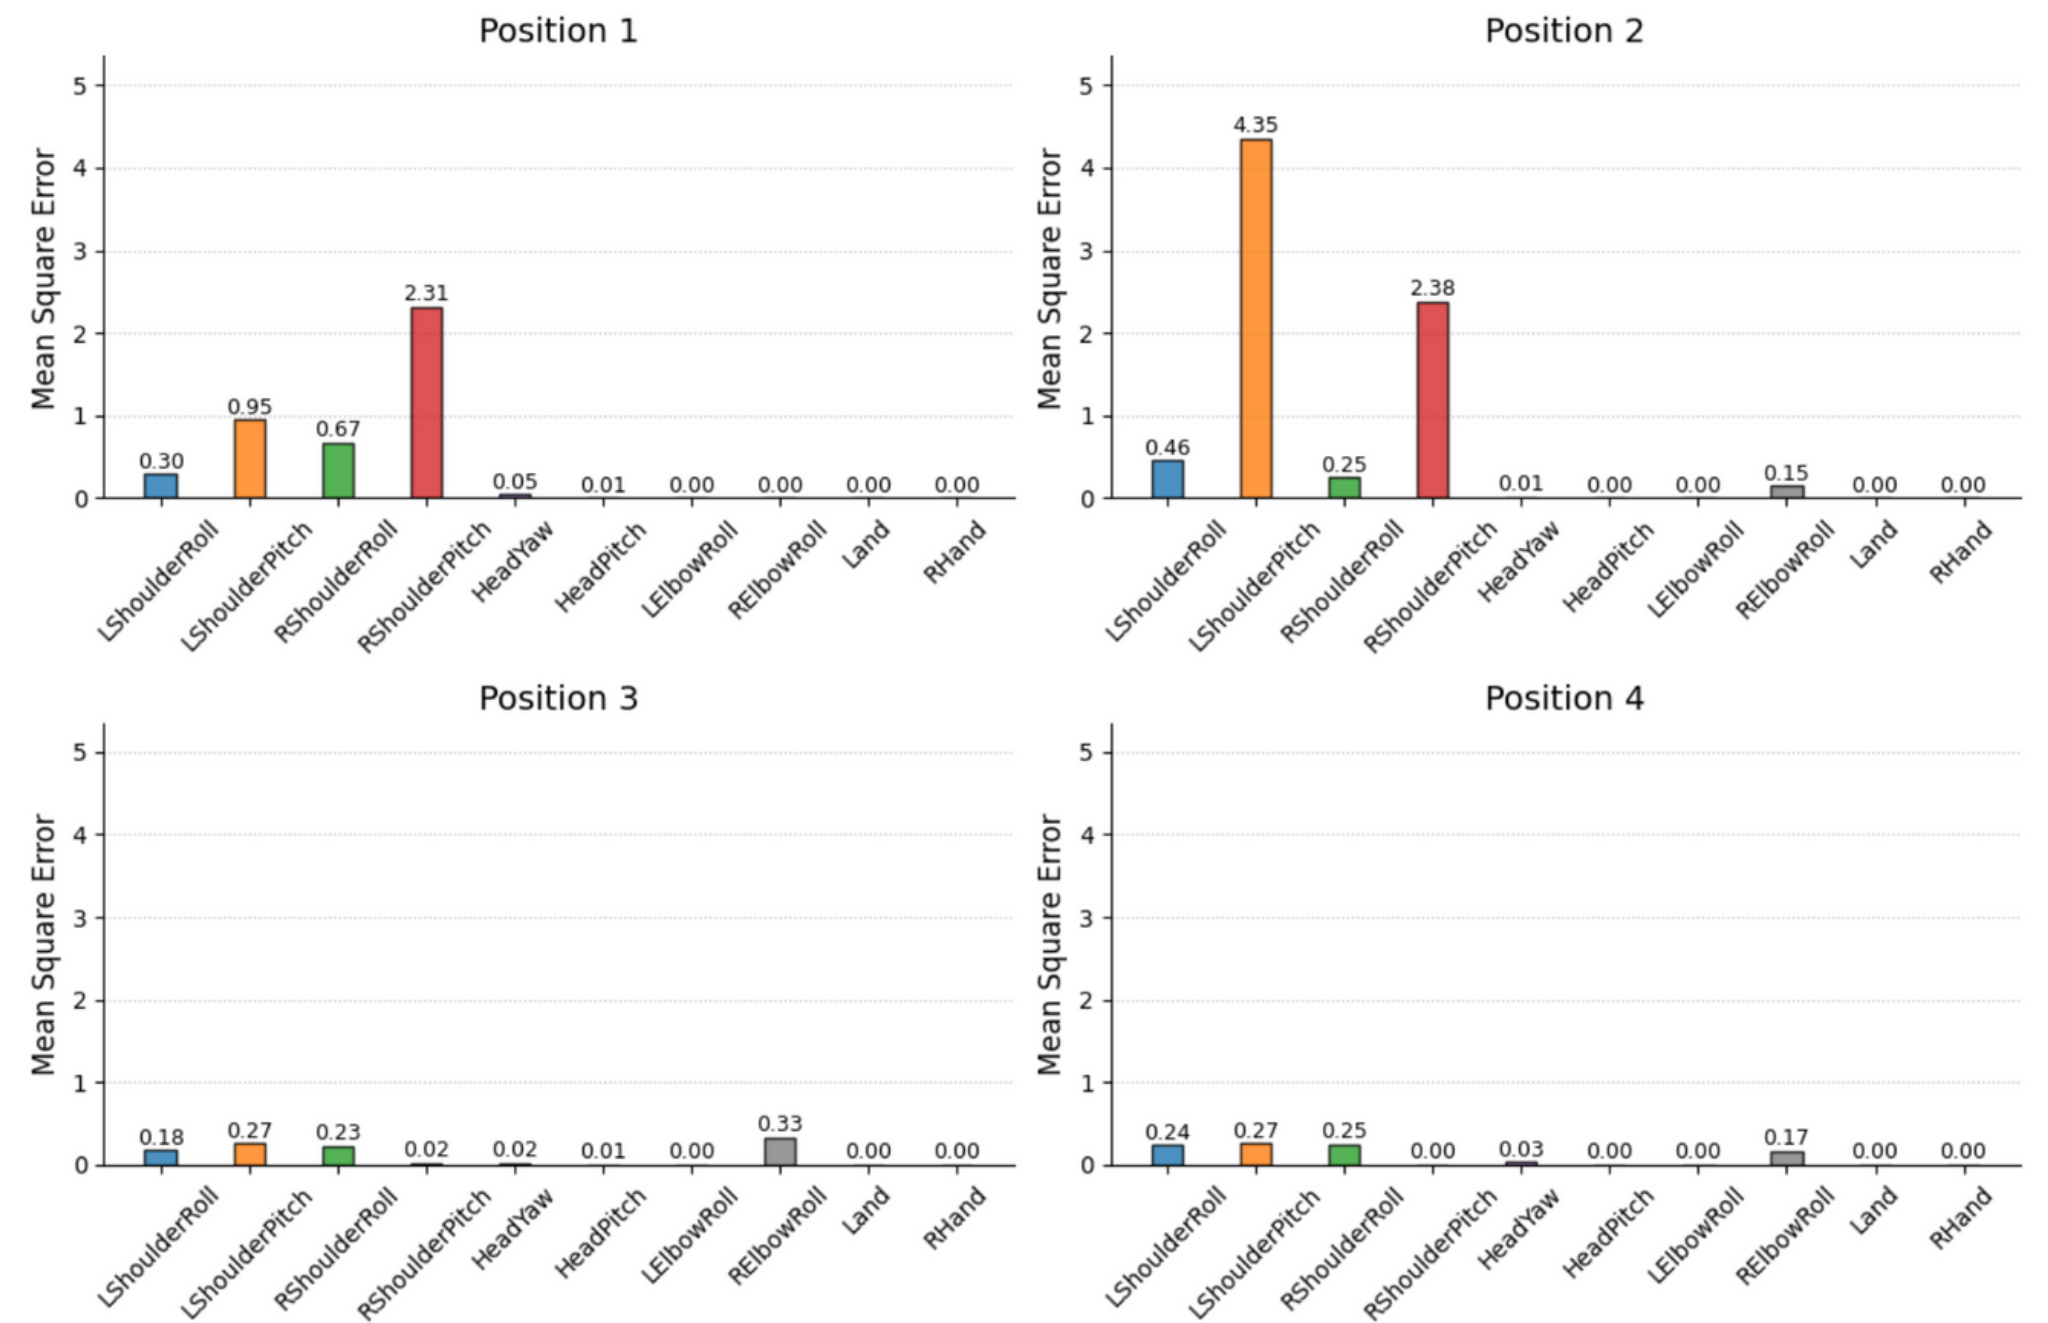 Position 1
Mean Square Error
5
4
3
2
1
0
0.30
0.95
0.67
2.31
0.05
0.01
0.00
0.00
0.00
0.00
LShoulderRoll
LShoulderPitch
RShoulderRoll
RShoulderPitch
HeadYaw
HeadPitch
LElbowRoll
RElbowRoll
Land
RHand
Position 2
Mean Square Error
5
4
3
2
1
0
0.46
4.35
0.25
2.38
0.01
0.00
0.00
0.15
0.00
0.00
LShoulderRoll
LShoulderPitch
RShoulderRoll
RShoulderPitch
HeadYaw
HeadPitch
LElbowRoll
RElbowRoll
Land
RHand
Position 3
Mean Square Error
5
4
3
2
1
0
0.18
0.27
0.23
0.02
0.02
0.01
0.00
0.33
0.00
0.00
LShoulderRoll
LShoulderPitch
RShoulderRoll
RShoulderPitch
HeadYaw
HeadPitch
LElbowRoll
RElbowRoll
Land
RHand
Position 4
Mean Square Error
5
4
3
2
1
0
0.24
0.27
0.25
0.00
0.03
0.00
0.00
0.17
0.00
0.00
LShoulderRoll
LShoulderPitch
RShoulderRoll
RShoulderPitch
HeadYaw
HeadPitch
LElbowRoll
RElbowRoll
Land
RHand